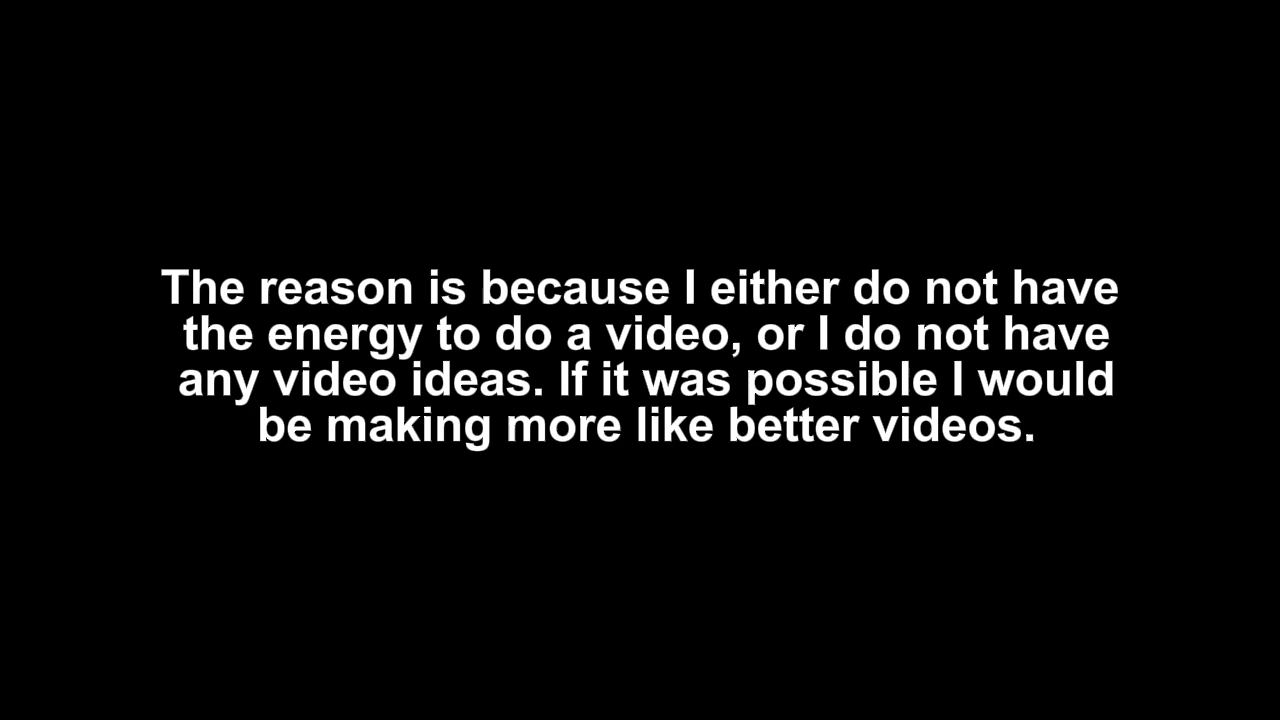 The reason is because I either do not have
the energy to do a video, or I do not have
any video ideas. If it was possible I would
be making more like better videos.